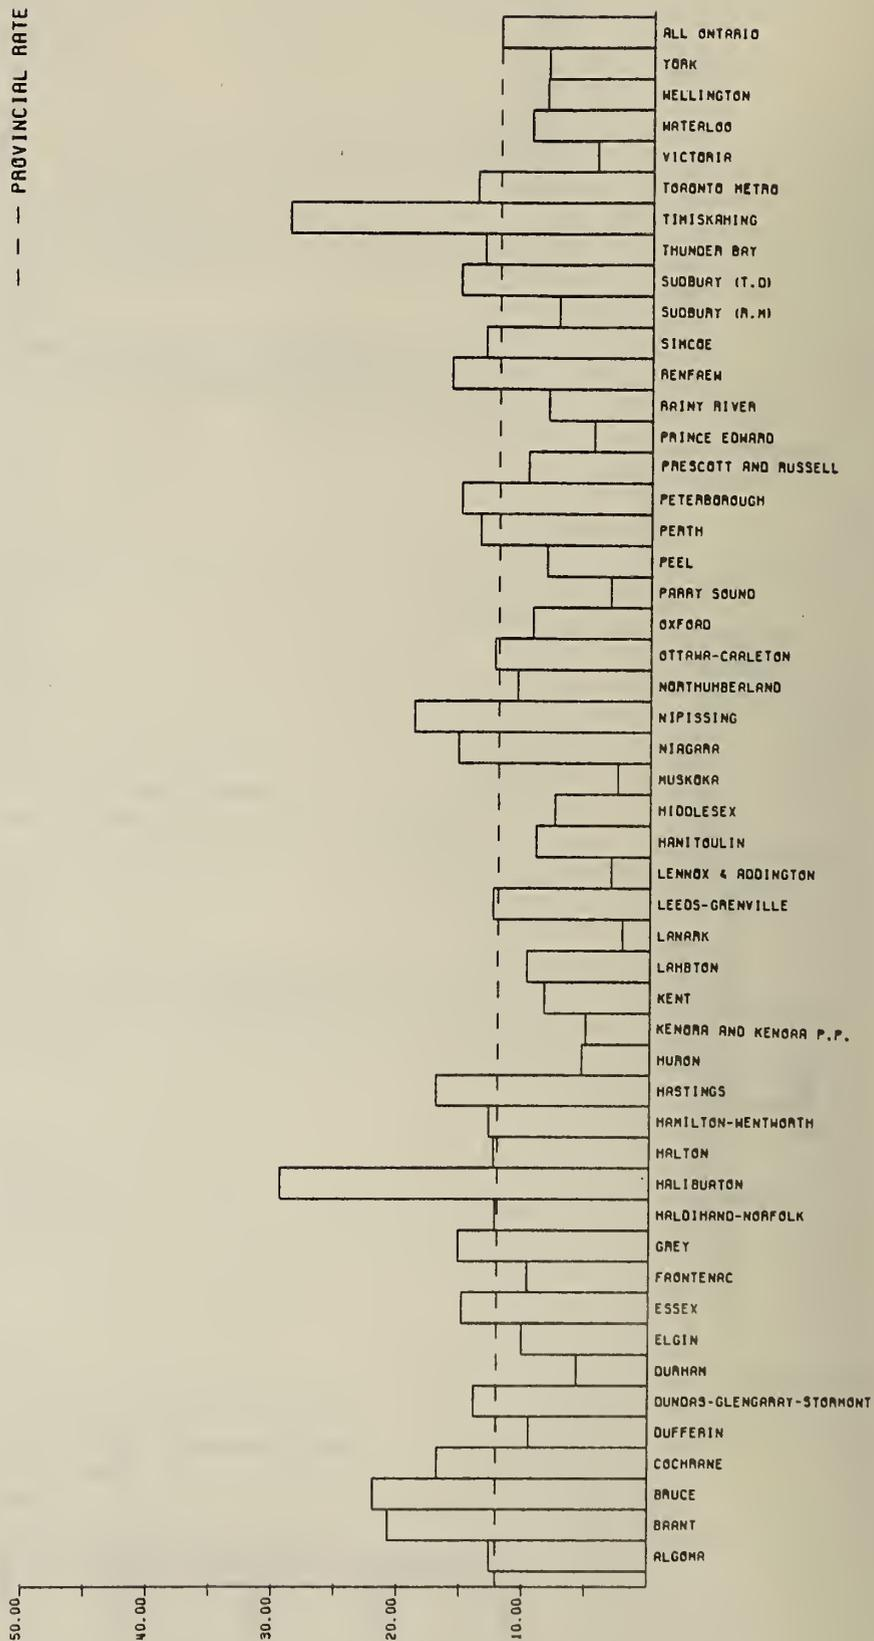 — — — PROVINCIAL RATE
ALL ONTARIO
YORK
WELLINGTON
WATERLOO
VICTORIA
TORONTO METRO
TIMISKAMING
THUNDER BAY
SUDBURY (T.D)
SUDBURY (R.M)
SIMCOE
RENFREW
RAINY RIVER
PRINCE EDWARD
PRESCOTT AND RUSSELL
PETERBOROUGH
PERTH
PEEL
PARRY SOUND
OXFORD
OTTAWA-CARLETON
NORTHUMBERLAND
NIPISSING
NIAGARA
MUSKOKA
MIDDLESEX
MANITOULIN
LENNOX & ADDINGTON
LEEDS-GRENVILLE
LANARK
LAMBTON
KENT
KENORA AND KENORA P.P.
HURON
HASTINGS
HAMILTON-WENTWORTH
HALTON
HALIBURTON
HALDIMAND-NORFOLK
GREY
FRONTENAC
ESSEX
ELGIN
DURHAM
DUNDAS-GLENGARRY-STORMONT
DUFFERIN
COCHRANE
BRUCE
BRANT
ALGOMA
50.00
40.00
30.00
20.00
10.00